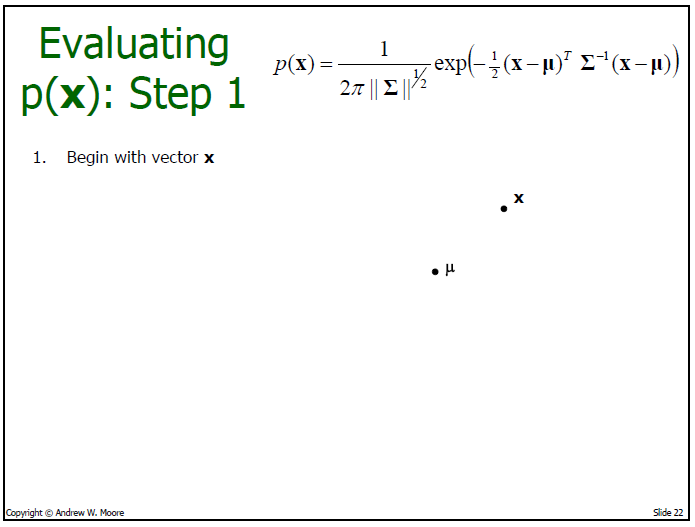 Evaluating
p(x): Step 1
p(x) = 1 / (2π || Σ ||^½) exp(−½ (x − μ)^T Σ^−1 (x − μ))
1. Begin with vector x
x
μ
Copyright © Andrew W. Moore
Slide 22